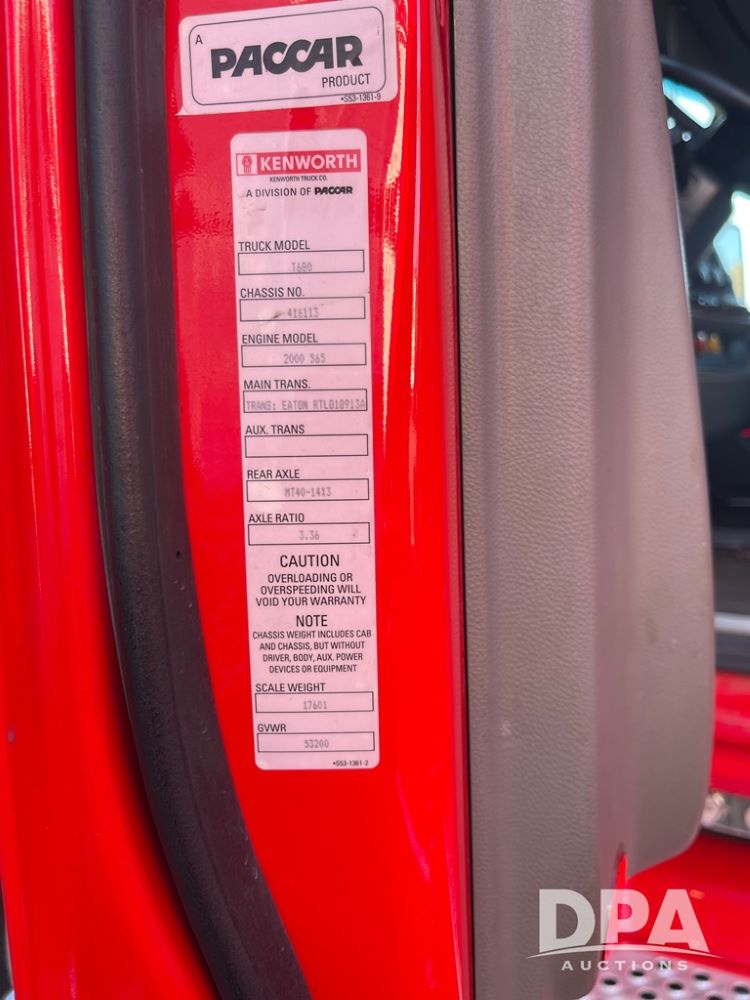 A
PACCAR
PRODUCT
•S53-1361-9
KENWORTH
KENWORTH TRUCK CO.
A DIVISION OF PACCAR
TRUCK MODEL
T680
CHASSIS NO.
416113
ENGINE MODEL
2000 565
MAIN TRANS.
TRANS: EATON RTLO18913A
AUX. TRANS
REAR AXLE
MT40-14X3
AXLE RATIO
3.36
CAUTION
OVERLOADING OR
OVERSPEEDING WILL
VOID YOUR WARRANTY
NOTE
CHASSIS WEIGHT INCLUDES CAB
AND CHASSIS, BUT WITHOUT
DRIVER, BODY, AUX. POWER
DEVICES OR EQUIPMENT
SCALE WEIGHT
17601
GVWR
53200
•S53-1361-2
DPA
AUCTIONS